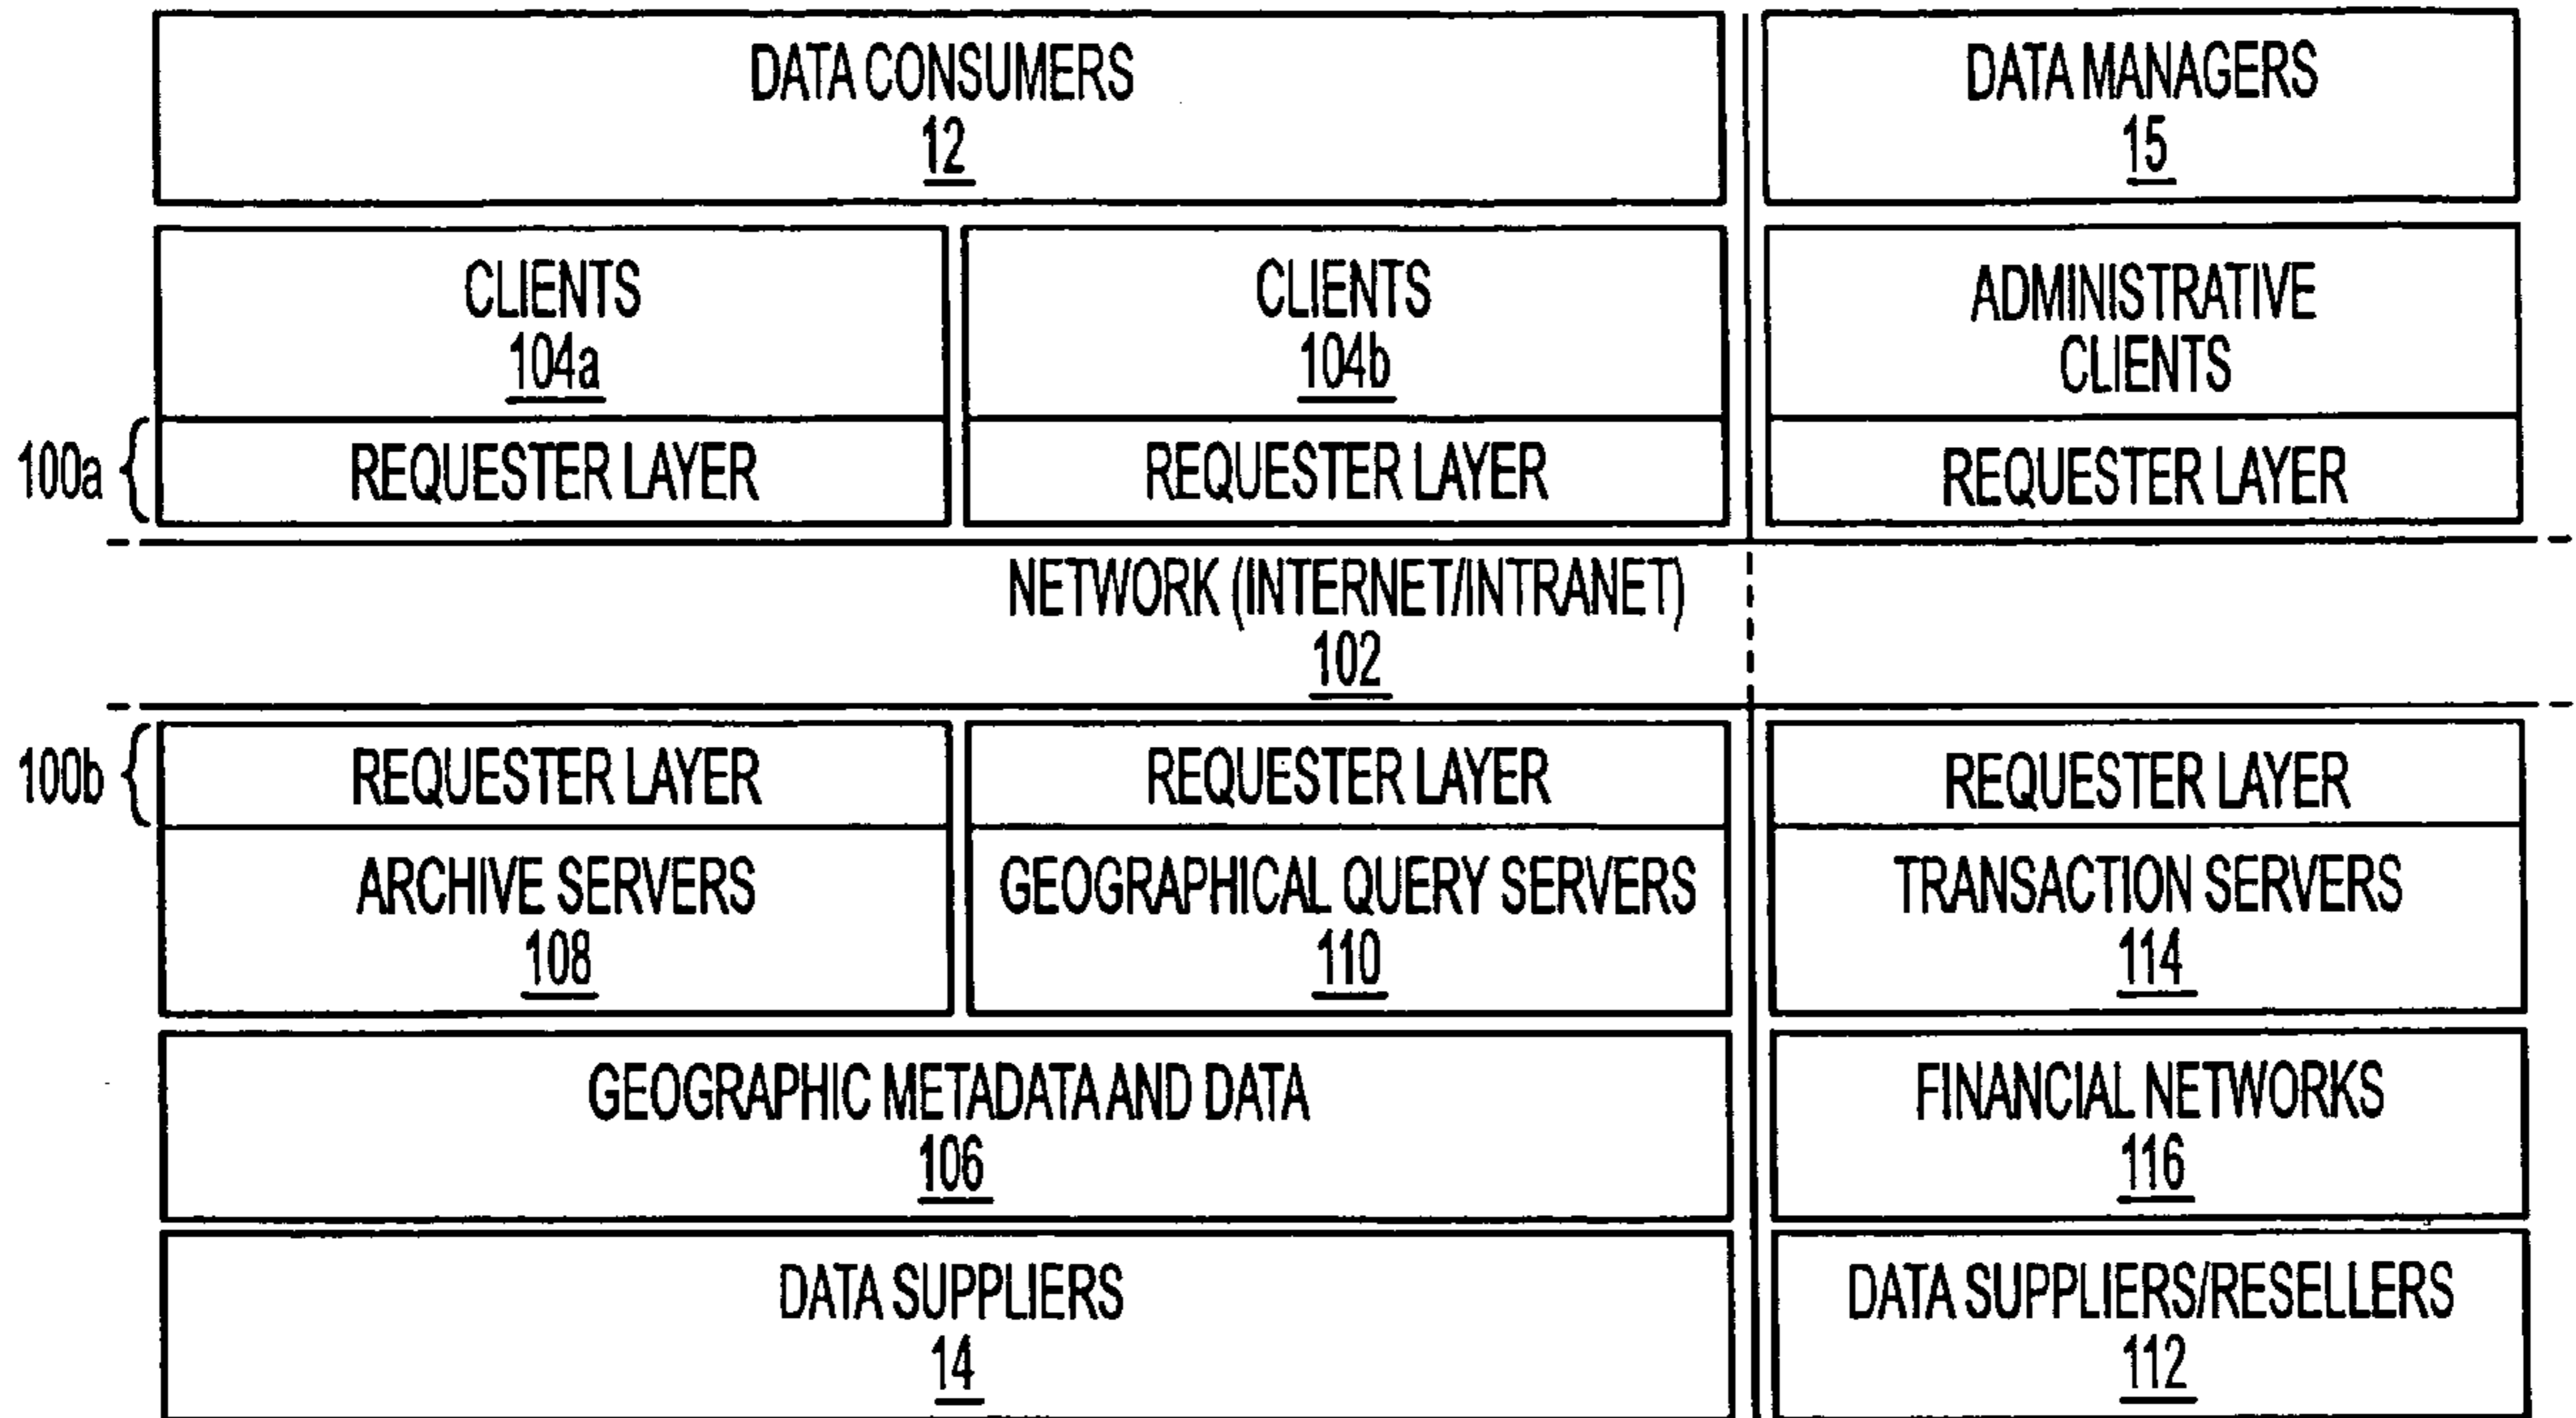 DATA CONSUMERS
12
DATA MANAGERS
15
CLIENTS
104a
CLIENTS
104b
ADMINISTRATIVE
CLIENTS
100a
REQUESTER LAYER
REQUESTER LAYER
REQUESTER LAYER
NETWORK (INTERNET/INTRANET)
102
100b
REQUESTER LAYER
REQUESTER LAYER
REQUESTER LAYER
ARCHIVE SERVERS
108
GEOGRAPHICAL QUERY SERVERS
110
TRANSACTION SERVERS
114
GEOGRAPHIC METADATA AND DATA
106
FINANCIAL NETWORKS
116
DATA SUPPLIERS
14
DATA SUPPLIERS/RESELLERS
112